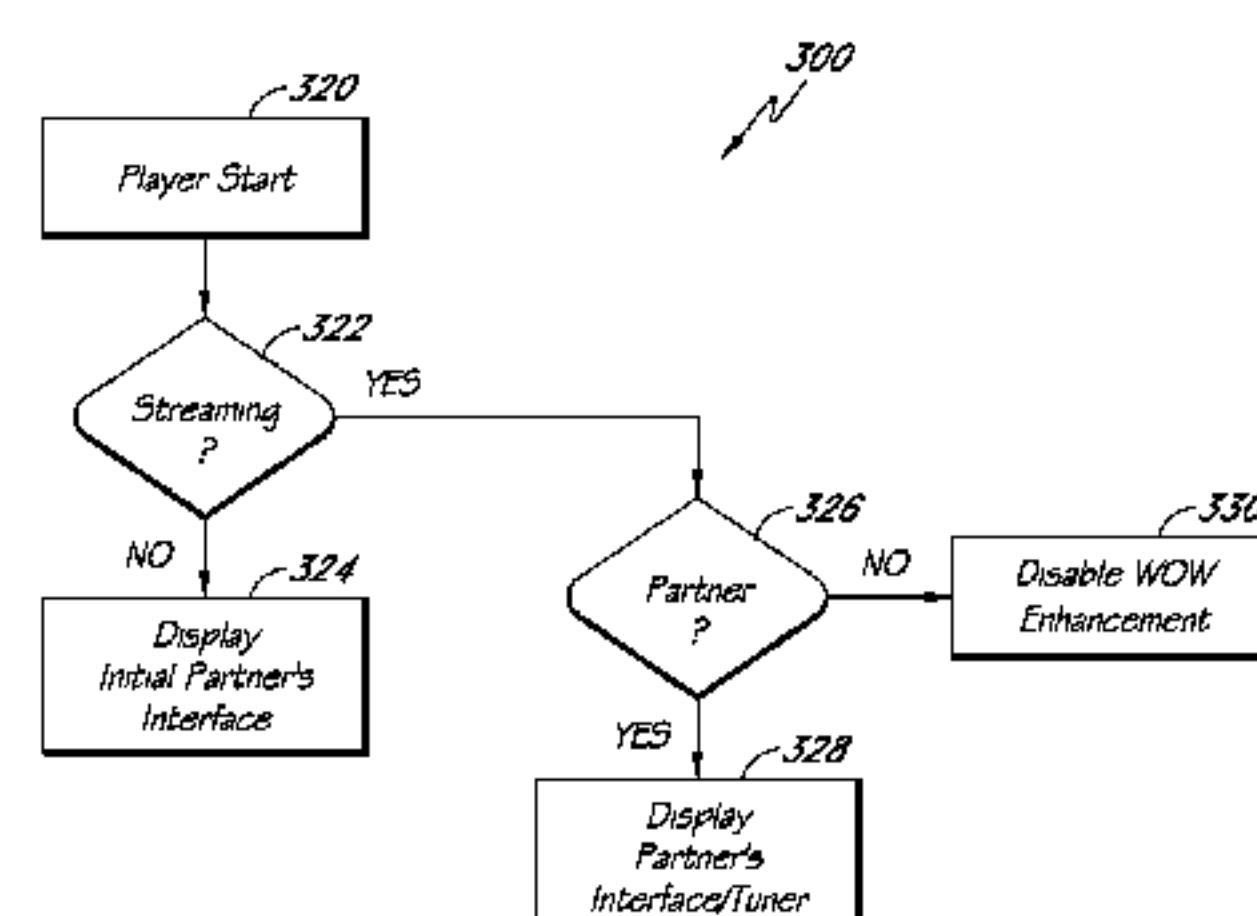 300
320
Player Start
322
Streaming
?
YES
NO
324
Display
Initial Partner's
Interface
326
Partner
?
NO
330
Disable WOW
Enhancement
YES
328
Display
Partner's
Interface/Tuner